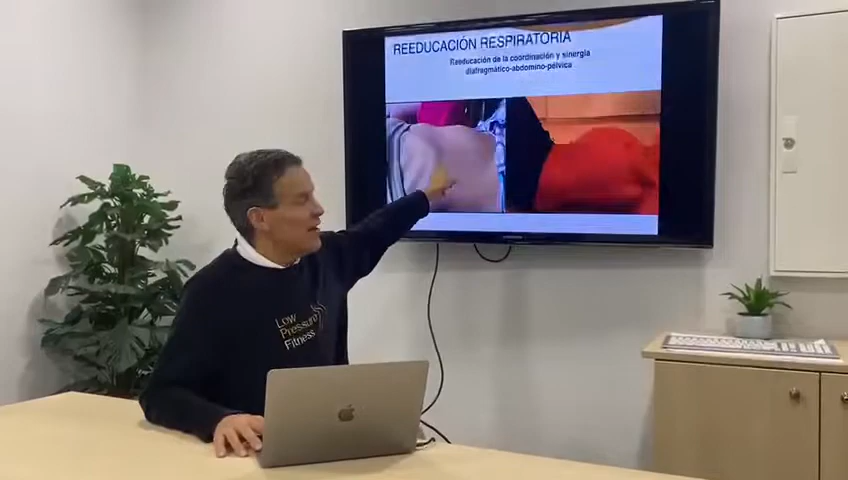 REEDUCACIÓN RESPIRATORIA
Reeducación de la coordinación y sinergia
diafragmático-abdomino-pélvica
Low
Pressure
Fitness